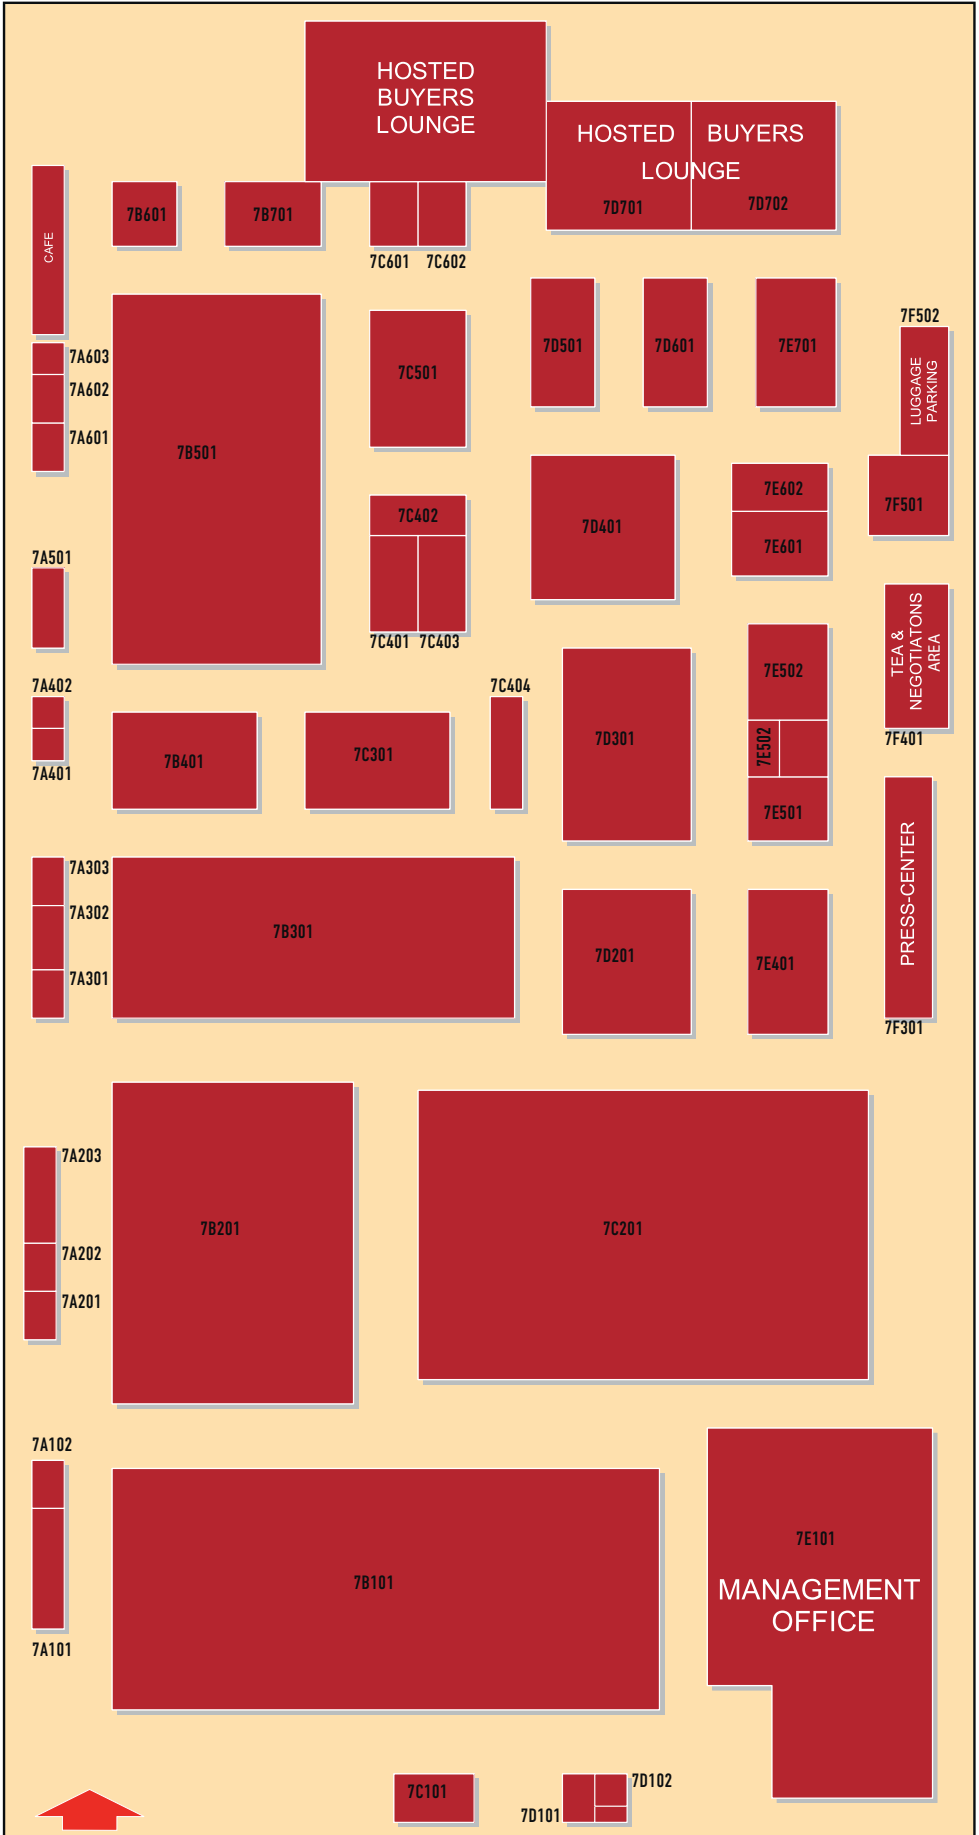 HOSTED
BUYERS
LOUNGE
HOSTED BUYERS
LOUNGE
7D701
7D702
CAFE
7B601
7B701
7C601
7C602
7A603
7A602
7A601
7B501
7C501
7D501
7D601
7E701
7F502
LUGGAGE
PARKING
7F501
7C402
7C401
7C403
7D401
7E602
7E601
7A501
7A402
7A401
7B401
7C301
7C404
7D301
7E502
7E502
7E501
TEA &
NEGOTIATONS
AREA
7F401
7A303
7A302
7A301
7B301
7D201
7E401
PRESS-CENTER
7F301
7A203
7A202
7A201
7B201
7C201
7A102
7A101
7B101
7E101
MANAGEMENT
OFFICE
7C101
7D101
7D102